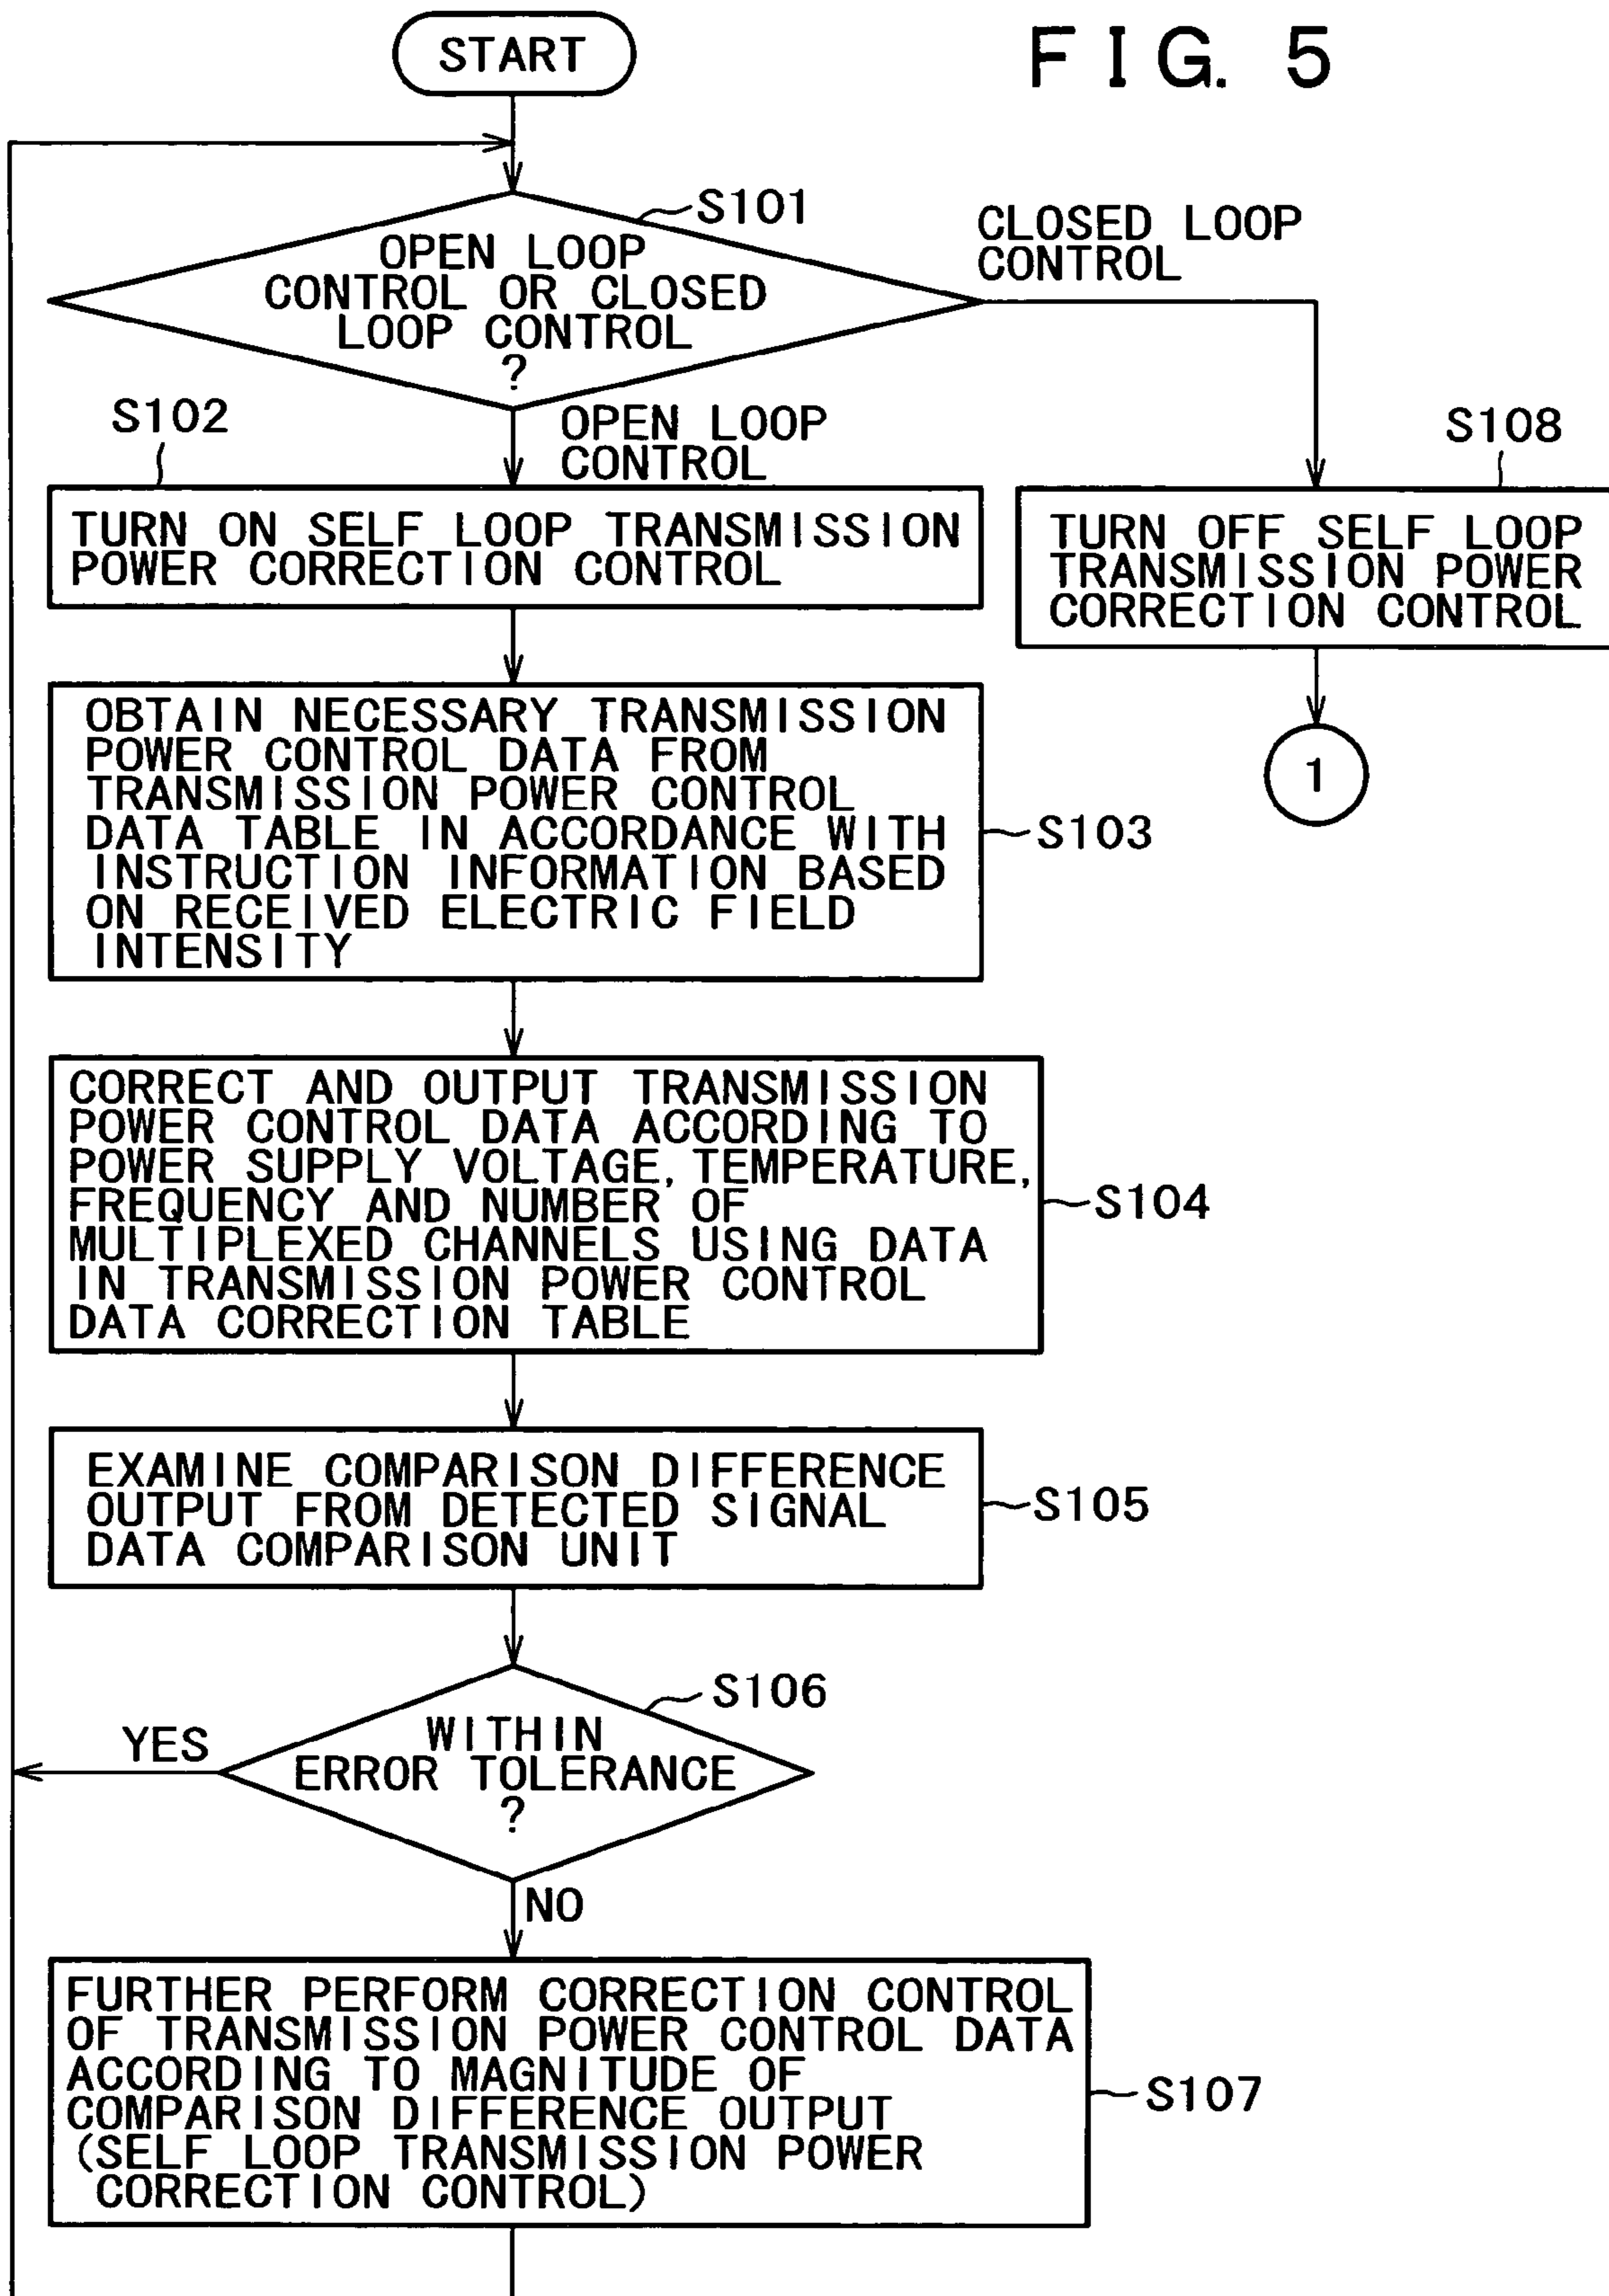 START
FIG. 5
S101
OPEN LOOP
CONTROL OR CLOSED
LOOP CONTROL
?
CLOSED LOOP
CONTROL
OPEN LOOP
CONTROL
S102
TURN ON SELF LOOP TRANSMISSION
POWER CORRECTION CONTROL
S108
TURN OFF SELF LOOP
TRANSMISSION POWER
CORRECTION CONTROL
1
OBTAIN NECESSARY TRANSMISSION
POWER CONTROL DATA FROM
TRANSMISSION POWER CONTROL
DATA TABLE IN ACCORDANCE WITH
INSTRUCTION INFORMATION BASED
ON RECEIVED ELECTRIC FIELD
INTENSITY
S103
CORRECT AND OUTPUT TRANSMISSION
POWER CONTROL DATA ACCORDING TO
POWER SUPPLY VOLTAGE, TEMPERATURE,
FREQUENCY AND NUMBER OF
MULTIPLEXED CHANNELS USING DATA
IN TRANSMISSION POWER CONTROL
DATA CORRECTION TABLE
S104
EXAMINE COMPARISON DIFFERENCE
OUTPUT FROM DETECTED SIGNAL
DATA COMPARISON UNIT
S105
S106
WITHIN
ERROR TOLERANCE
?
YES
NO
FURTHER PERFORM CORRECTION CONTROL
OF TRANSMISSION POWER CONTROL DATA
ACCORDING TO MAGNITUDE OF
COMPARISON DIFFERENCE OUTPUT
(SELF LOOP TRANSMISSION POWER
CORRECTION CONTROL)
S107